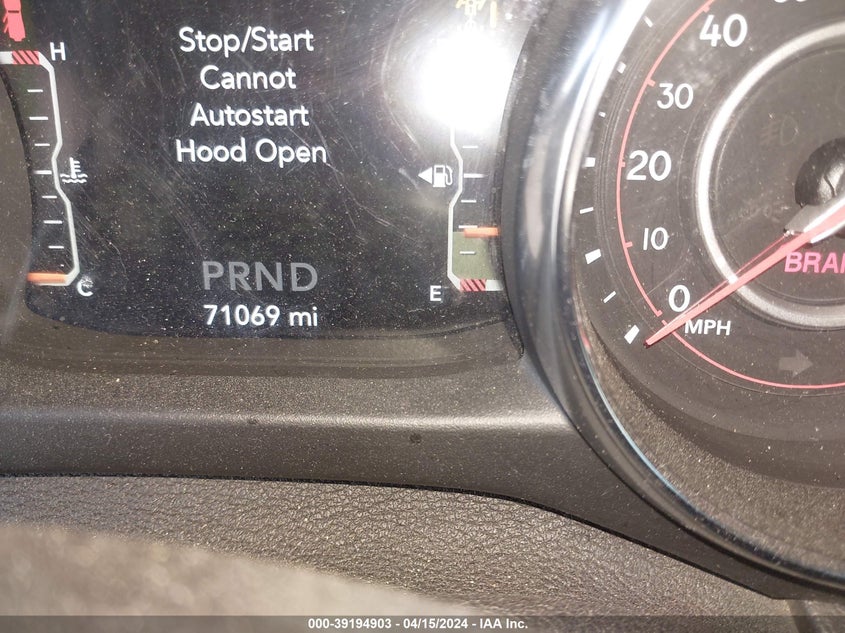 H
Stop/Start
Cannot
Autostart
Hood Open
40
30
20
10
0
MPH
C
E
PRND
71069 mi
000-39194903 - 04/15/2024 - IAA Inc.